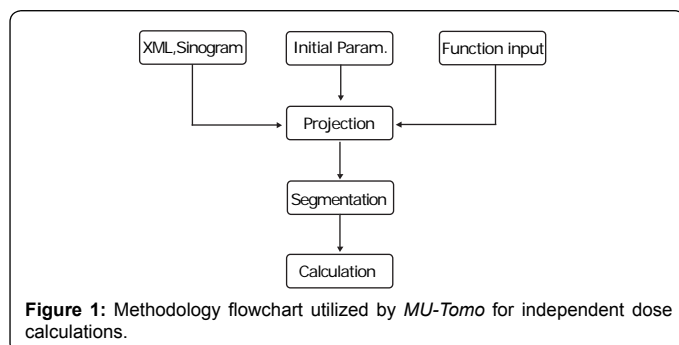 XML,Sinogram
Initial Param.
Function input
Projection
Segmentation
Calculation
Figure 1: Methodology flowchart utilized by MU-Tomo for independent dose
calculations.